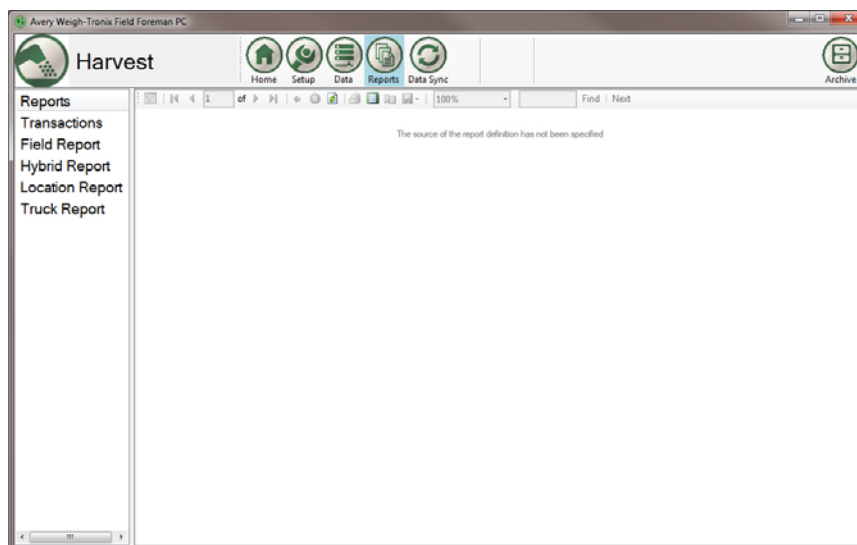 Avery Weigh-Tronix Field Foreman PC
Harvest
Home Setup Data Reports Data Sync
Archive
Reports
Transactions
Field Report
Hybrid Report
Location Report
Truck Report
1 of 100% Find Next
The source of the report definition has not been specified